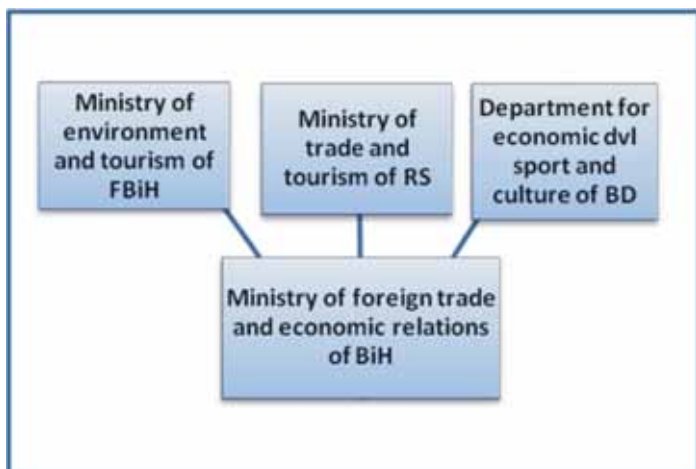 Ministry of
environment
and tourism of
FBiH
Ministry of
trade and
tourism of RS
Department for
economic dvl
sport and
culture of BD
Ministry of foreign trade
and economic relations
of BiH